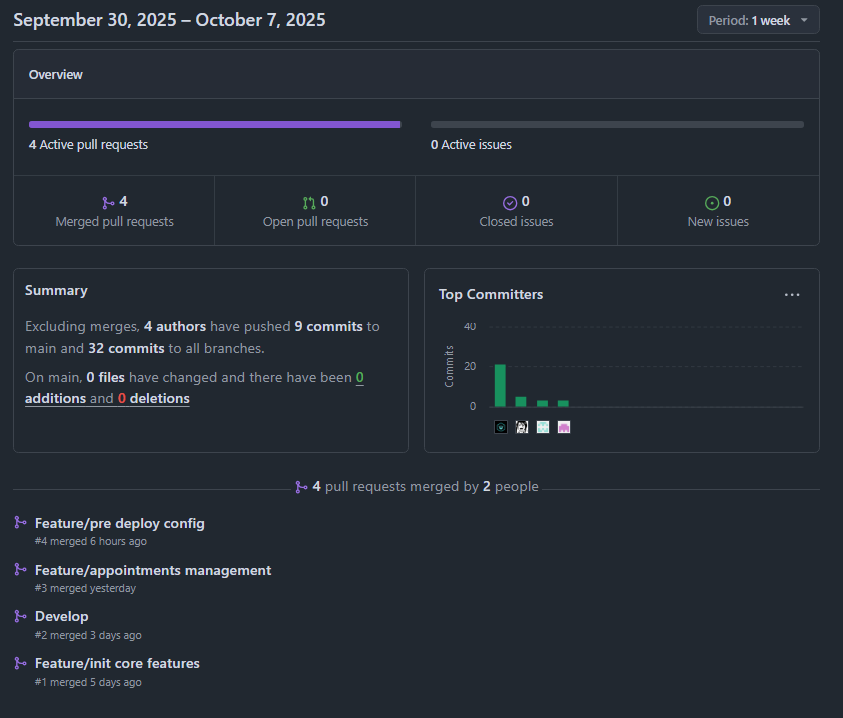 September 30, 2025 – October 7, 2025
Period: 1 week
Overview
4 Active pull requests
0 Active issues
4
Merged pull requests
0
Open pull requests
0
Closed issues
0
New issues
Summary
Excluding merges, 4 authors have pushed 9 commits to
main and 32 commits to all branches.
On main, 0 files have changed and there have been 0
additions and 0 deletions
Top Committers
40
20
0
Commits
4 pull requests merged by 2 people
Feature/pre deploy config
#4 merged 6 hours ago
Feature/appointments management
#3 merged yesterday
Develop
#2 merged 3 days ago
Feature/init core features
#1 merged 5 days ago